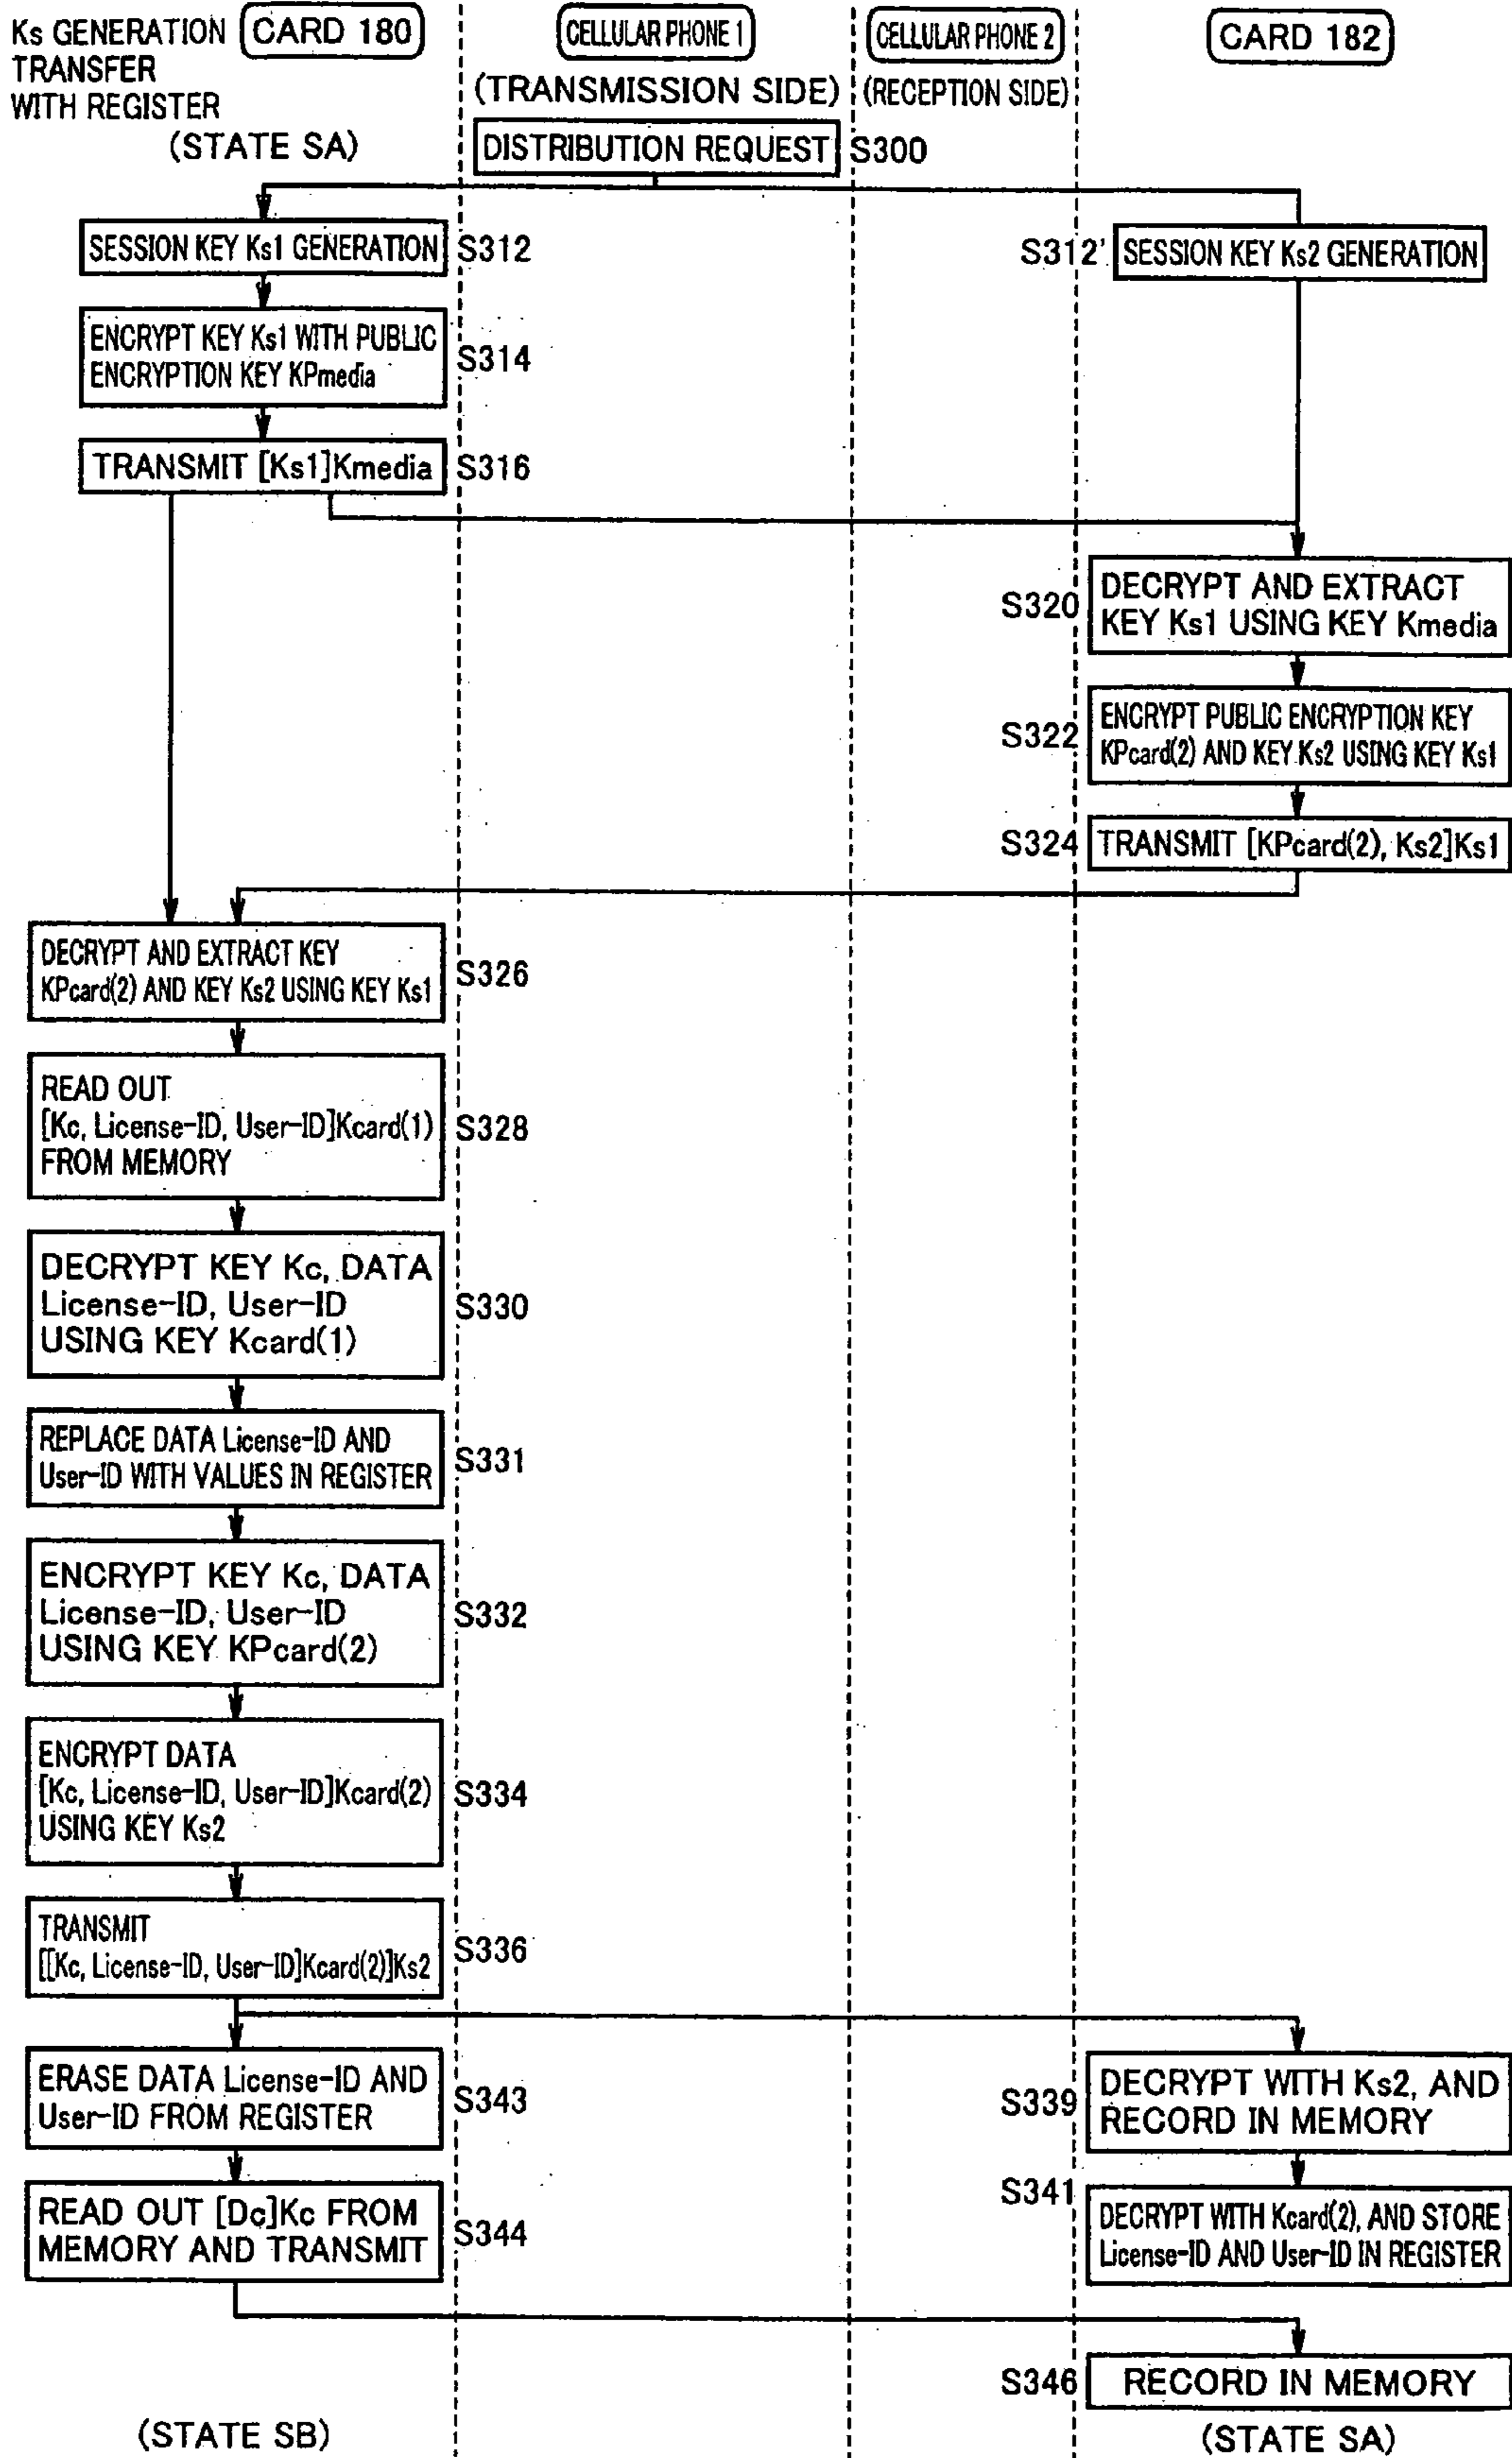 Ks GENERATION
TRANSFER
WITH REGISTER
CARD 180
CELLULAR PHONE 1
CELLULAR PHONE 2
CARD 182
(TRANSMISSION SIDE)
(RECEPTION SIDE)
(STATE SA)
DISTRIBUTION REQUEST
S300
SESSION KEY Ks1 GENERATION
S312
S312'
SESSION KEY Ks2 GENERATION
ENCRYPT KEY Ks1 WITH PUBLIC
ENCRYPTION KEY KPmedia
S314
TRANSMIT [Ks1]Kmedia
S316
S320
DECRYPT AND EXTRACT
KEY Ks1 USING KEY Kmedia
S322
ENCRYPT PUBLIC ENCRYPTION KEY
KPcard(2) AND KEY Ks2 USING KEY Ks1
S324
TRANSMIT [KPcard(2), Ks2]Ks1
DECRYPT AND EXTRACT KEY
KPcard(2) AND KEY Ks2 USING KEY Ks1
S326
READ OUT
[Kc, License-ID, User-ID]Kcard(1)
FROM MEMORY
S328
DECRYPT KEY Kc, DATA
License-ID, User-ID
USING KEY Kcard(1)
S330
REPLACE DATA License-ID AND
User-ID WITH VALUES IN REGISTER
S331
ENCRYPT KEY Kc, DATA
License-ID, User-ID
USING KEY KPcard(2)
S332
ENCRYPT DATA
[Kc, License-ID, User-ID]Kcard(2)
USING KEY Ks2
S334
TRANSMIT
[[Kc, License-ID, User-ID]Kcard(2)]Ks2
S336
ERASE DATA License-ID AND
User-ID FROM REGISTER
S343
S339
DECRYPT WITH Ks2, AND
RECORD IN MEMORY
READ OUT [Dc]Kc FROM
MEMORY AND TRANSMIT
S344
S341
DECRYPT WITH Kcard(2), AND STORE
License-ID AND User-ID IN REGISTER
S346
RECORD IN MEMORY
(STATE SB)
(STATE SA)